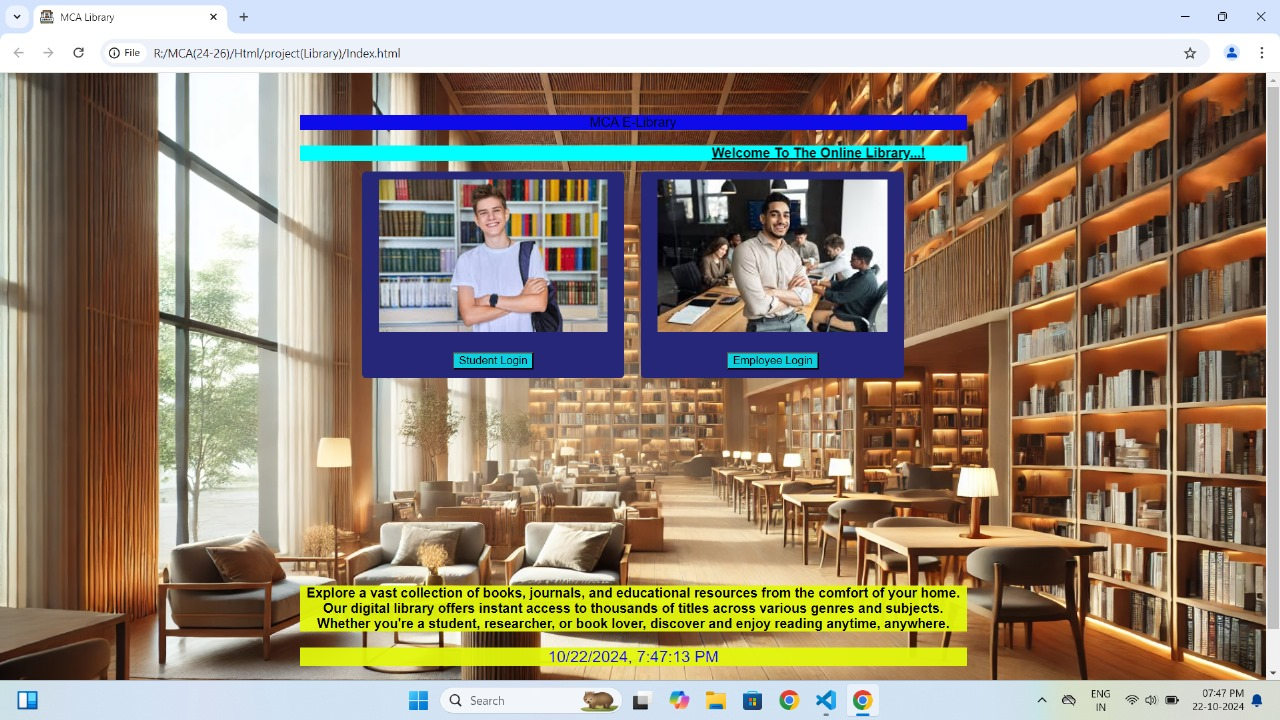 MCA Library
File
R:/MCA(24-26)/Html/project(Library)/Index.html
MCA E-Library
Welcome To The Online Library...!
Student Login
Employee Login
Explore a vast collection of books, journals, and educational resources from the comfort of your home.
Our digital library offers instant access to thousands of titles across various genres and subjects.
Whether you're a student, researcher, or book lover, discover and enjoy reading anytime, anywhere.
10/22/2024, 7:47:13 PM
Search
ENG
IN
07:47 PM
22-10-2024